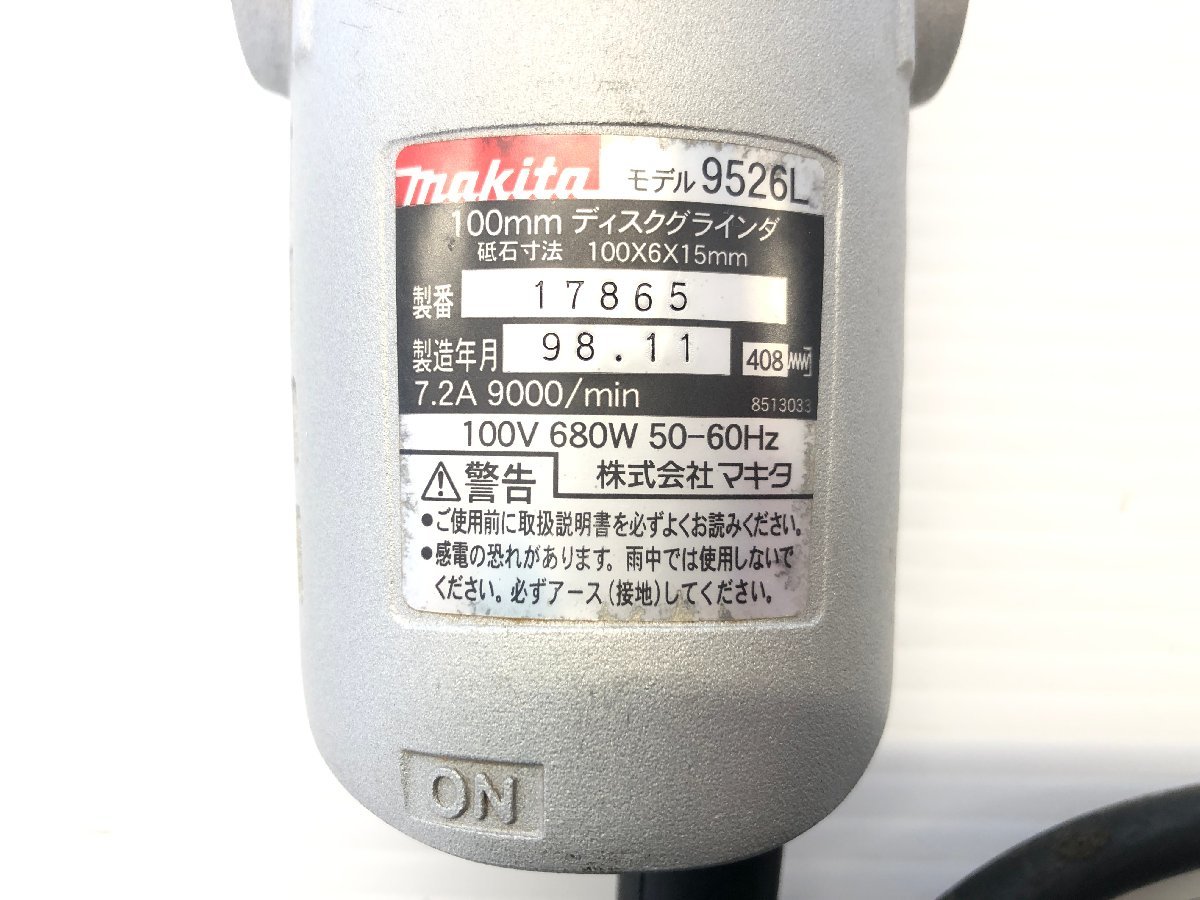 makita モデル 9526L
100mm ディスクグラインダ
砥石寸法 100X6X15mm
製番 17865
製造年月 98.11 408
7.2A 9000/min 8513033
100V 680W 50-60Hz
警告 株式会社 マキタ
●ご使用前に取扱説明書を必ずよくお読みください。
●感電の恐れがあります。雨中では使用しないで
ください。必ずアース(接地)してください。
ON